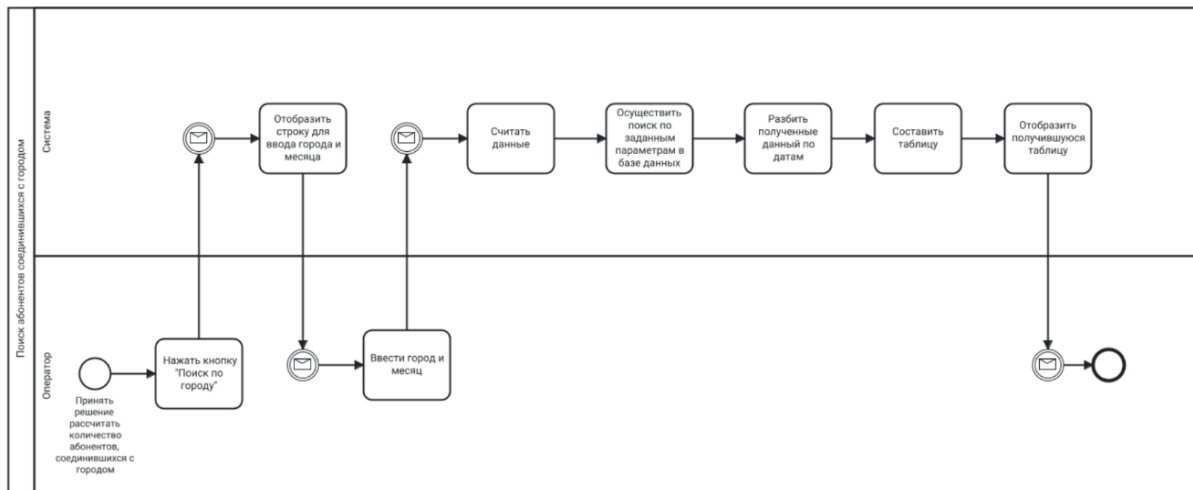 Поиск абонентов соединившихся с городом
Система
Отобразить
строку для
ввода города и
месяца
Считать
данные
Осуществить
поиск по
заданным
параметрам в
базе данных
Разбить
полученные
данный по
датам
Составить
таблицу
Отобразить
получившуюся
таблицу
Оператор
Принять
решение
рассчитать
количество
абонентов,
соединившихся с
городом
Нажать кнопку
"Поиск по
городу"
Ввести город и
месяц